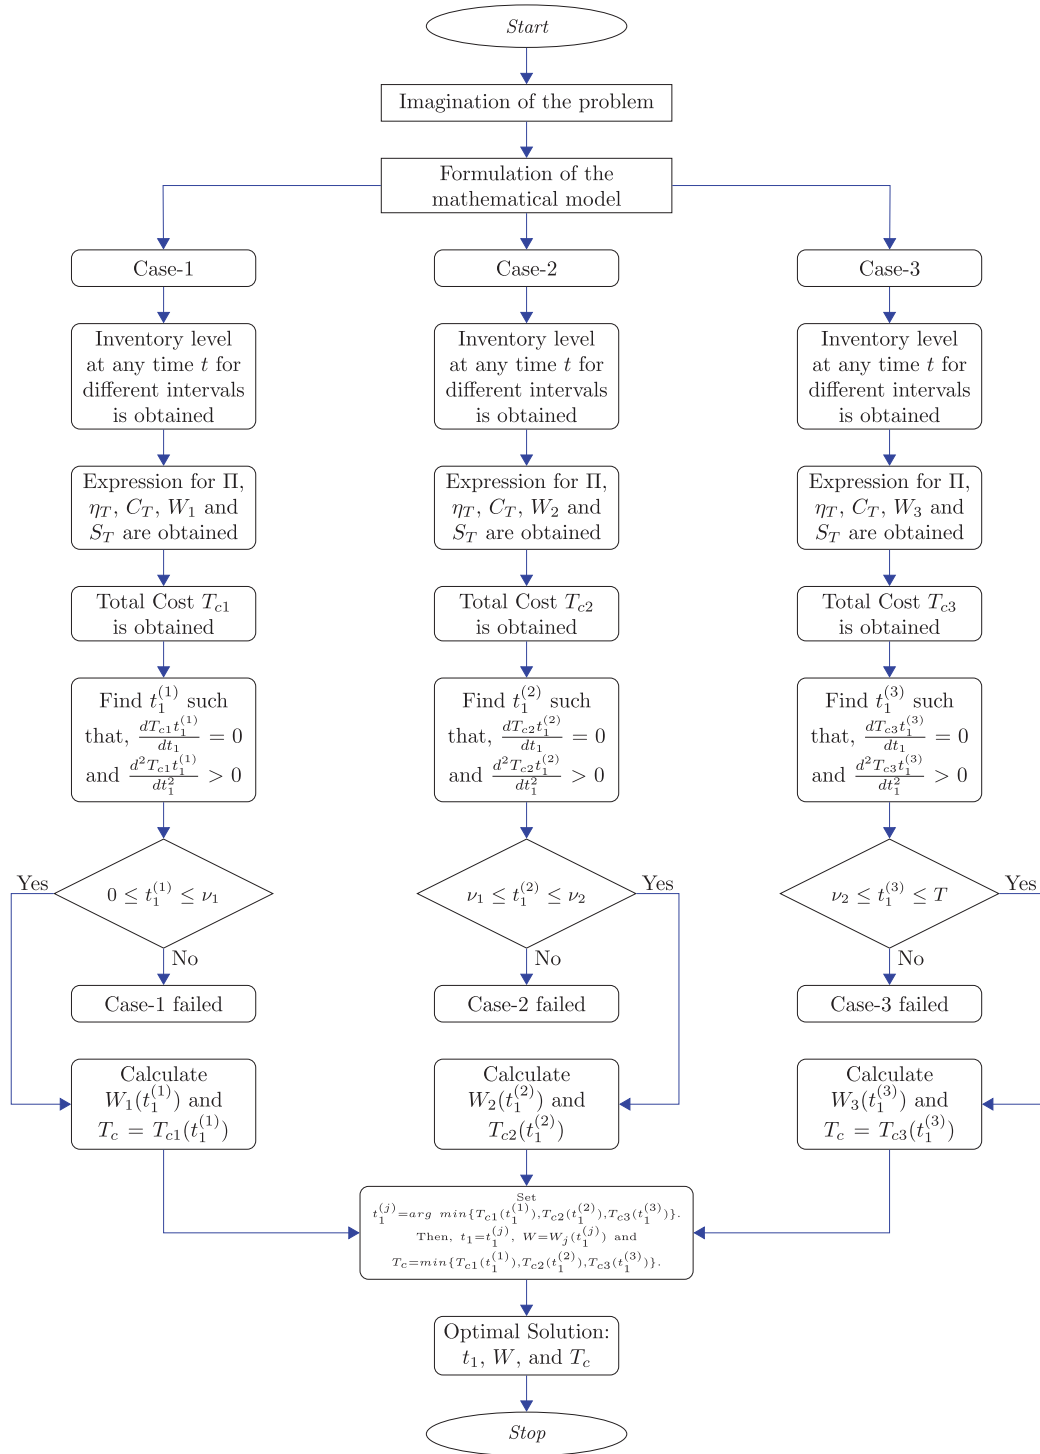 Start
Imagination of the problem
Formulation of the
mathematical model
Case-1
Inventory level
at any time t for
different intervals
is obtained
Expression for Π,
η_T, C_T, W_1 and
S_T are obtained
Total Cost T_{c1}
is obtained
Find t_1^{(1)} such
that, \frac{dT_{c1}t_1^{(1)}}{dt_1} = 0
and \frac{d^2T_{c1}t_1^{(1)}}{dt_1^2} > 0
Yes
0 ≤ t_1^{(1)} ≤ ν_1
No
Case-1 failed
Calculate
W_1(t_1^{(1)}) and
T_c = T_{c1}(t_1^{(1)})
Case-2
Inventory level
at any time t for
different intervals
is obtained
Expression for Π,
η_T, C_T, W_2 and
S_T are obtained
Total Cost T_{c2}
is obtained
Find t_1^{(2)} such
that, \frac{dT_{c2}t_1^{(2)}}{dt_1} = 0
and \frac{d^2T_{c2}t_1^{(2)}}{dt_1^2} > 0
ν_1 ≤ t_1^{(2)} ≤ ν_2
Yes
No
Case-2 failed
Calculate
W_2(t_1^{(2)}) and
T_{c2}(t_1^{(2)})
Case-3
Inventory level
at any time t for
different intervals
is obtained
Expression for Π,
η_T, C_T, W_3 and
S_T are obtained
Total Cost T_{c3}
is obtained
Find t_1^{(3)} such
that, \frac{dT_{c3}t_1^{(3)}}{dt_1} = 0
and \frac{d^2T_{c3}t_1^{(3)}}{dt_1^2} > 0
ν_2 ≤ t_1^{(3)} ≤ T
Yes
No
Case-3 failed
Calculate
W_3(t_1^{(3)}) and
T_c = T_{c3}(t_1^{(3)})
Set
t_1^{(j)}=arg min{T_{c1}(t_1^{(1)}),T_{c2}(t_1^{(2)}),T_{c3}(t_1^{(3)})}.
Then, t_1=t_1^{(j)}, W=W_j(t_1^{(j)}) and
T_c=min{T_{c1}(t_1^{(1)}),T_{c2}(t_1^{(2)}),T_{c3}(t_1^{(3)})}.
Optimal Solution:
t_1, W, and T_c
Stop